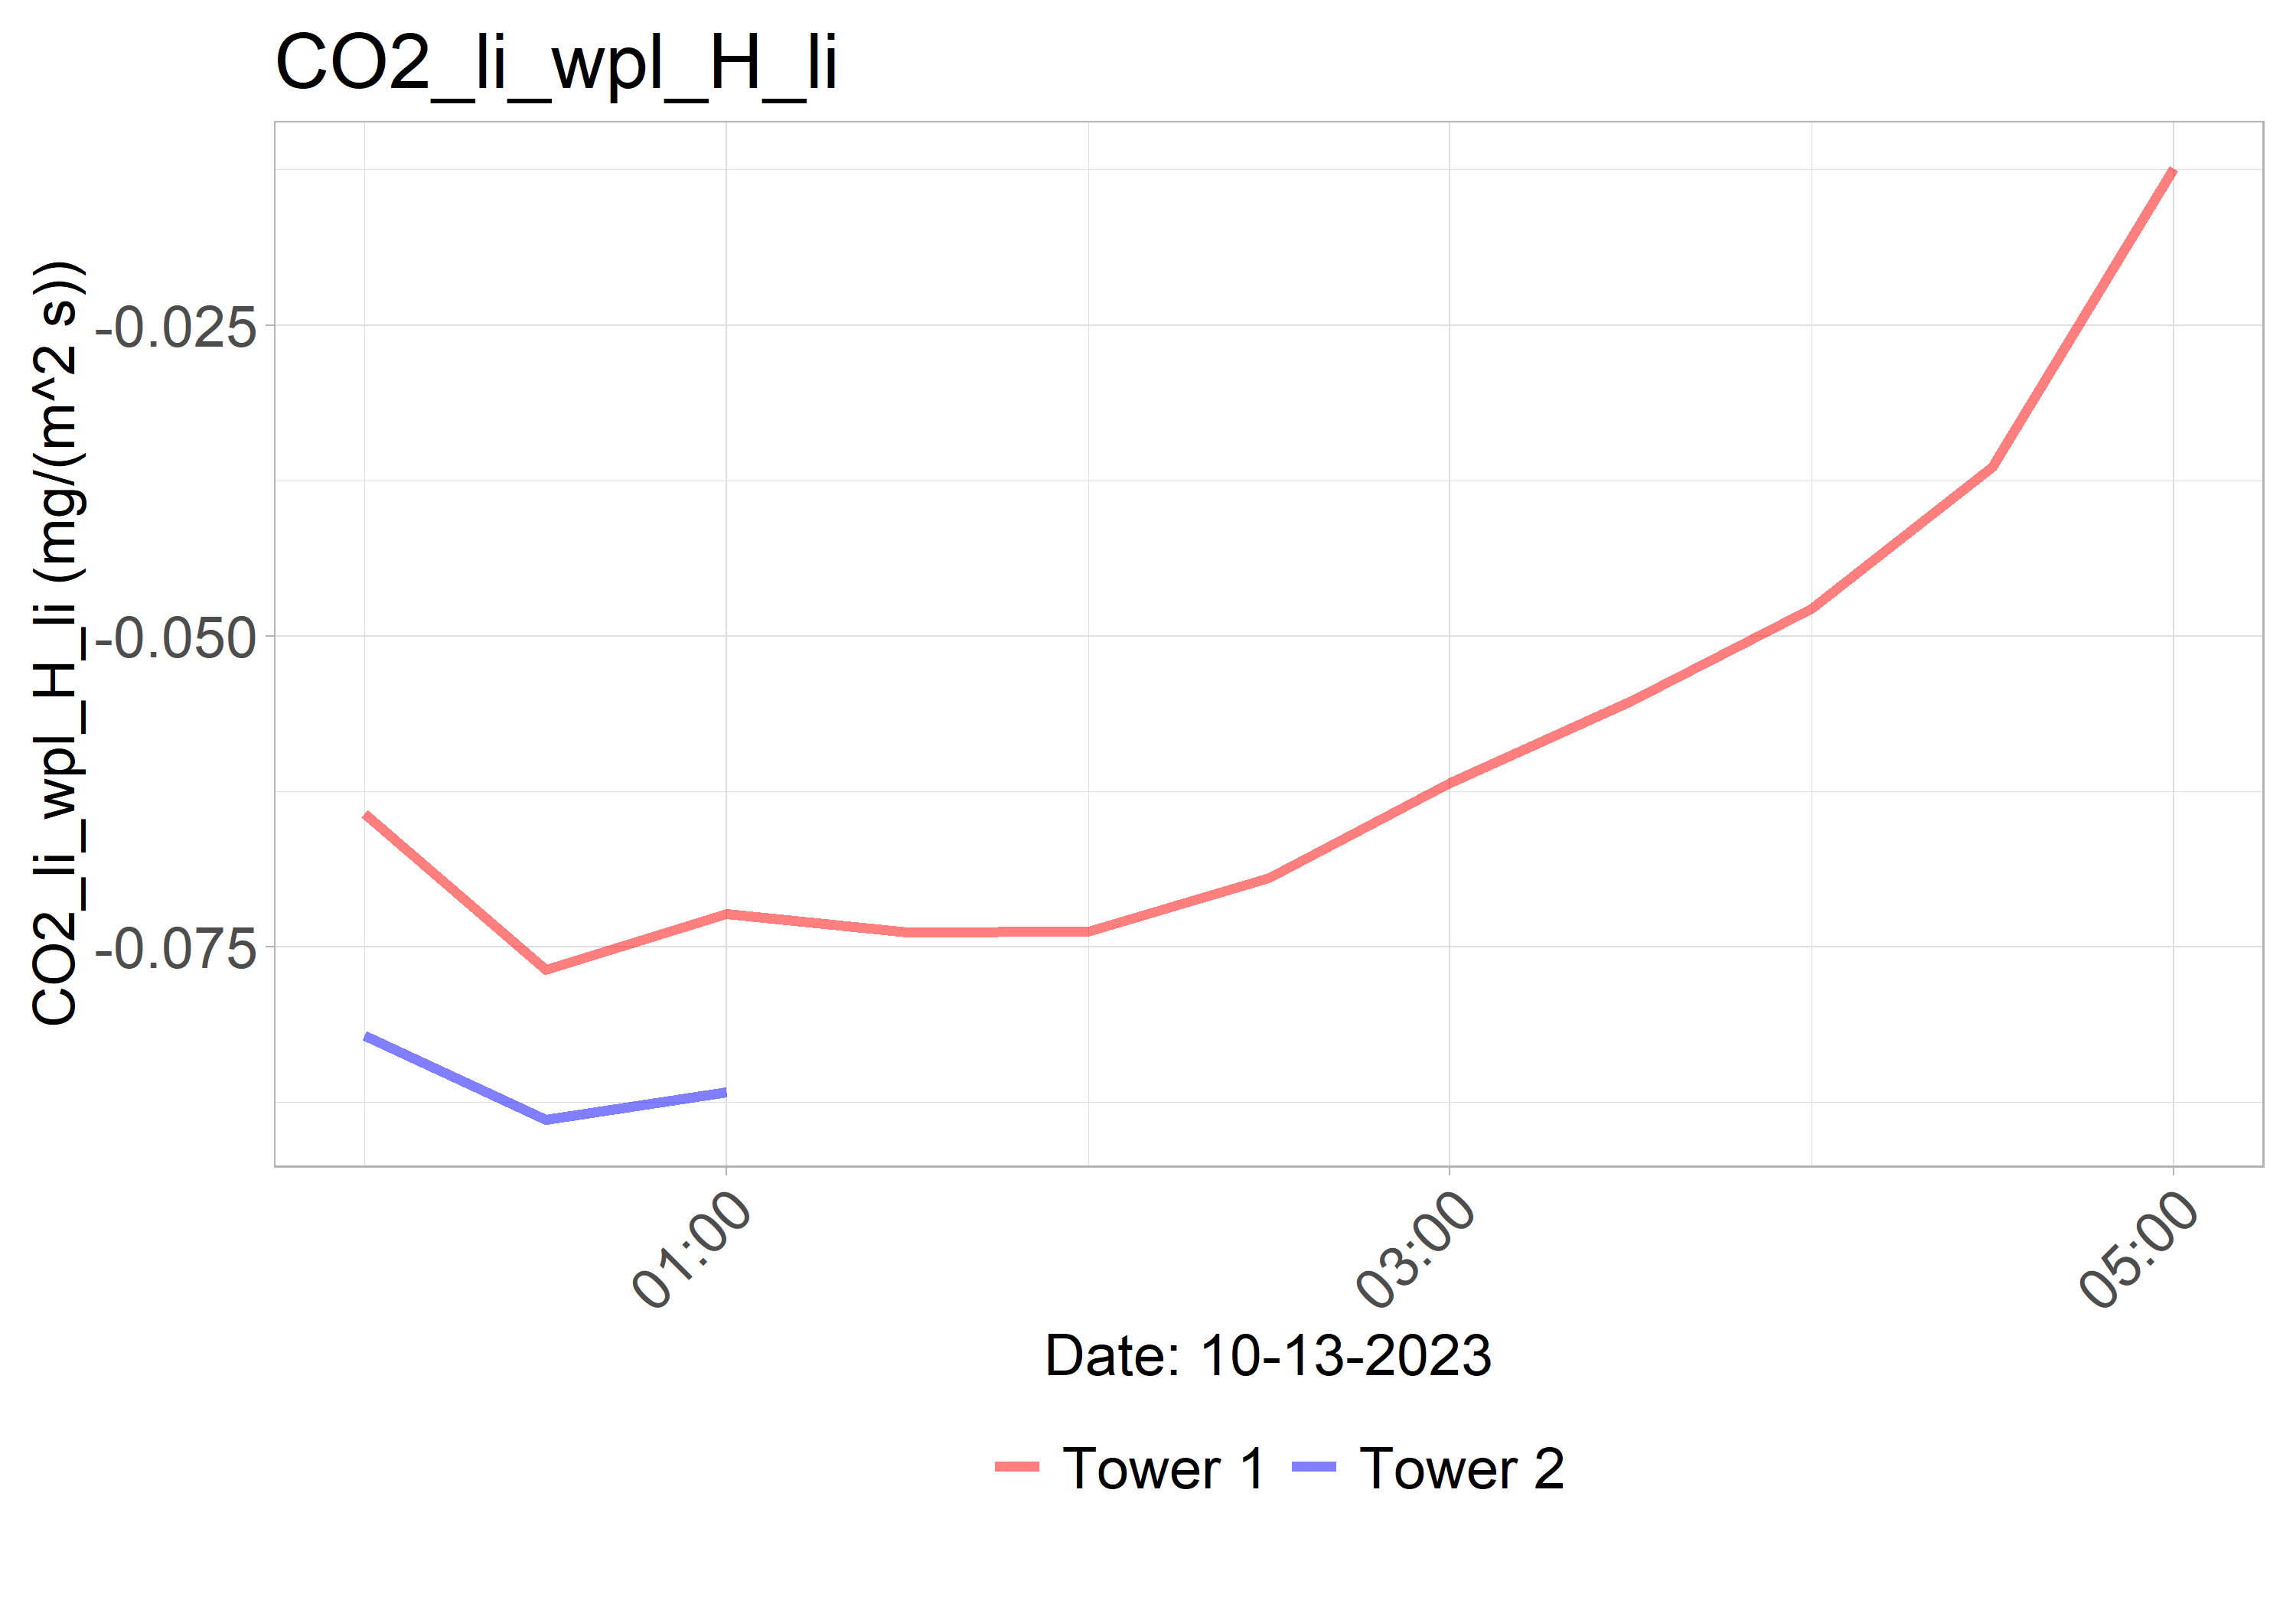 CO2_li_wpl_H_li
CO2_li_wpl_H_li (mg/(m^2 s))
-0.025
-0.050
-0.075
01:00
03:00
05:00
Date: 10-13-2023
Tower 1
Tower 2